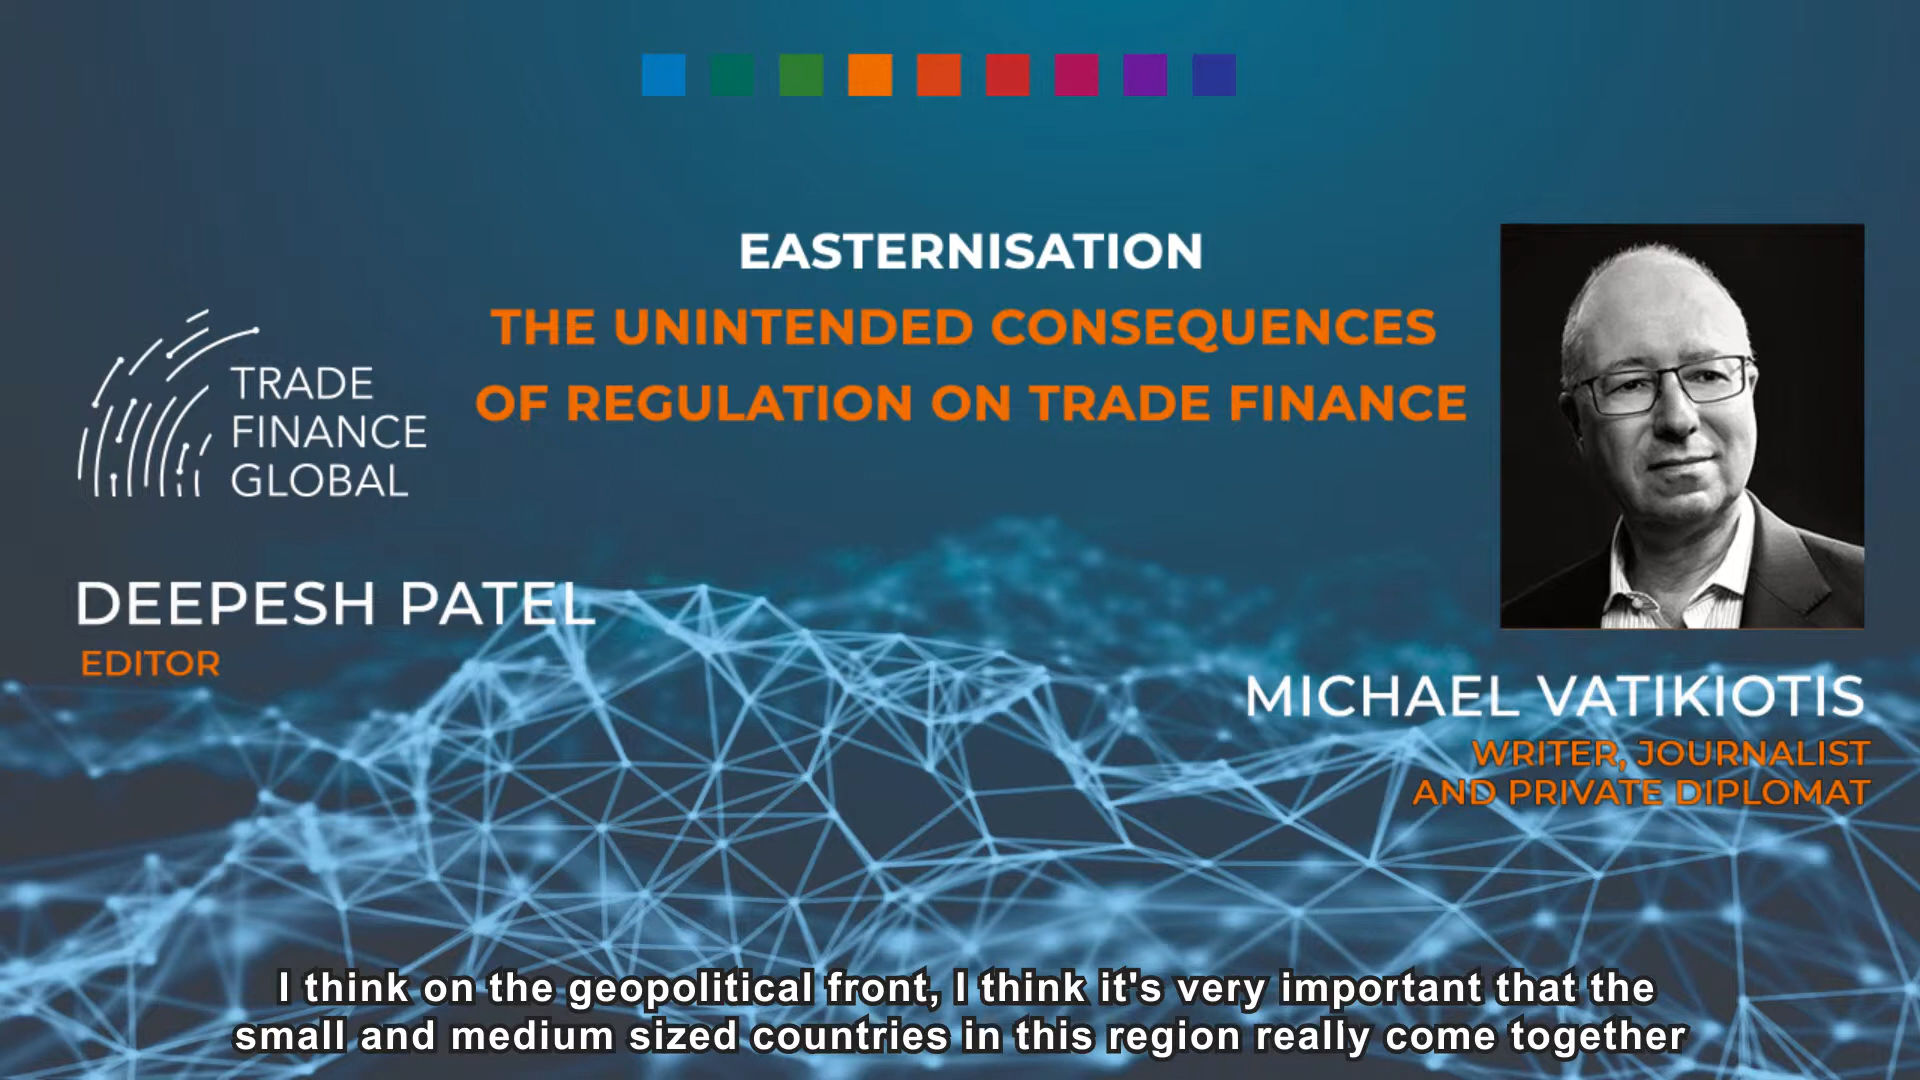 EASTERNISATION
THE UNINTENDED CONSEQUENCES
OF REGULATION ON TRADE FINANCE
TRADE
FINANCE
GLOBAL
DEEPESH PATEL
EDITOR
MICHAEL VATIKIOTIS
WRITER, JOURNALIST
AND PRIVATE DIPLOMAT
I think on the geopolitical front, I think it's very important that the
small and medium sized countries in this region really come together